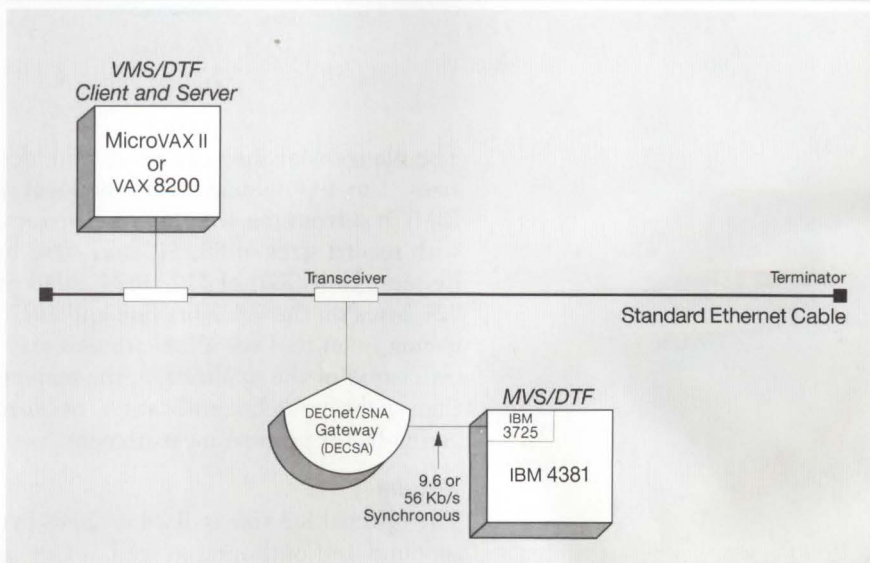 VMS/DTF
Client and Server
MicroVAX II
or
VAX 8200
Transceiver
Terminator
Standard Ethernet Cable
DECnet/SNA
Gateway
(DECSA)
9.6 or
56 Kb/s
Synchronous
MVS/DTF
IBM
3725
IBM 4381